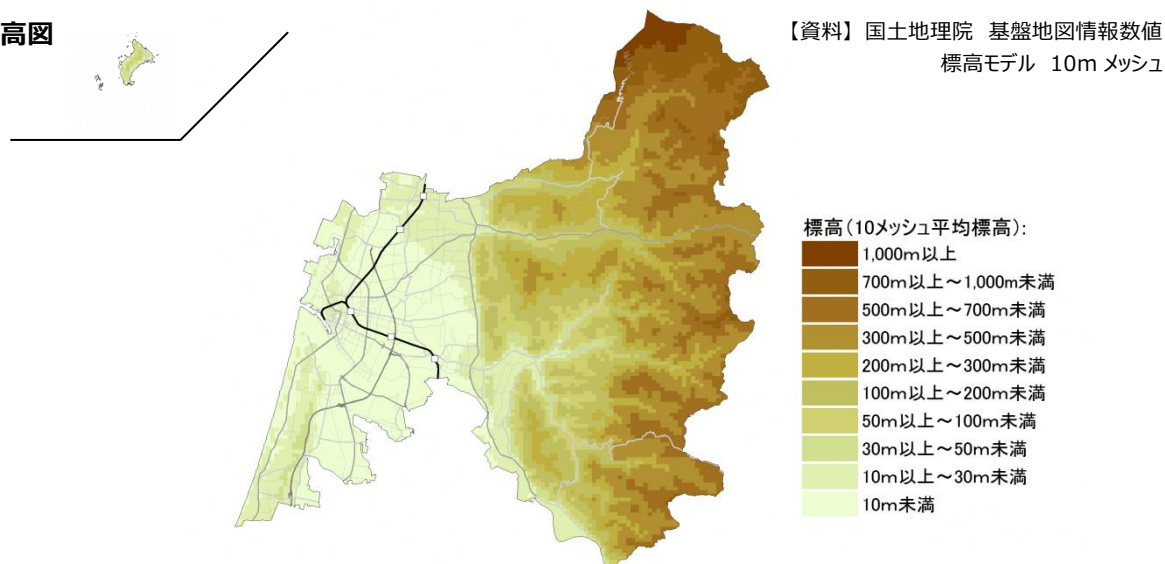 高図
【資料】国土地理院 基盤地図情報数値
標高モデル 10m メッシュ
標高(10メッシュ平均標高):
1,000m以上
700m以上～1,000m未満
500m以上～700m未満
300m以上～500m未満
200m以上～300m未満
100m以上～200m未満
50m以上～100m未満
30m以上～50m未満
10m以上～30m未満
10m未満